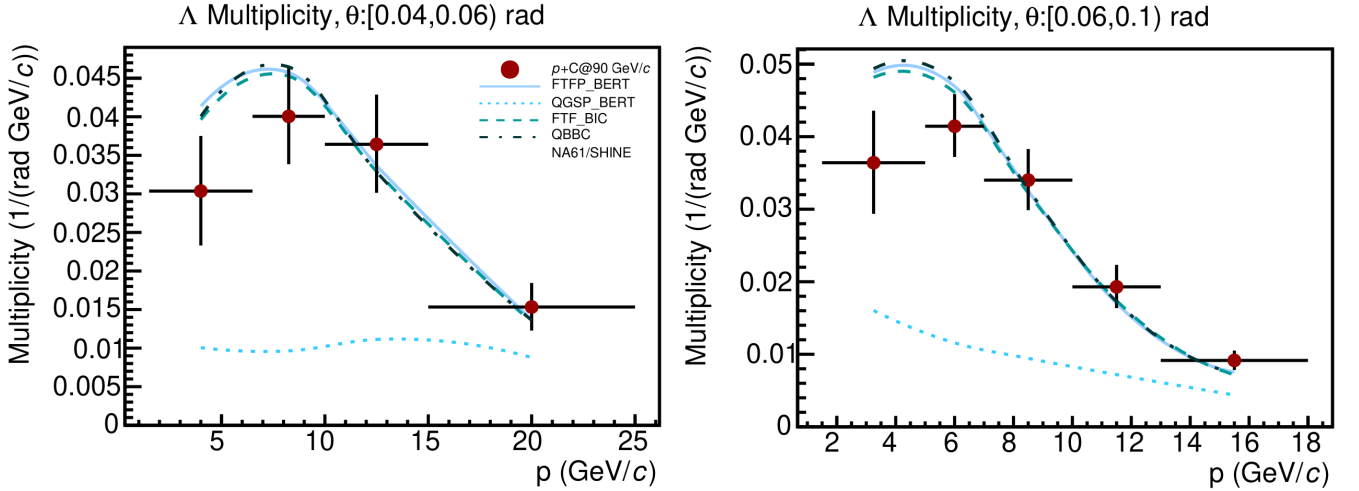 Λ Multiplicity, θ:[0.04,0.06) rad
Multiplicity (1/(rad GeV/c))
0.045
0.04
0.035
0.03
0.025
0.02
0.015
0.01
0.005
0
5
10
15
20
25
p (GeV/c)
p+C@90 GeV/c
FTFP_BERT
QGSP_BERT
FTF_BIC
QBBC
NA61/SHINE
Λ Multiplicity, θ:[0.06,0.1) rad
Multiplicity (1/(rad GeV/c))
0.05
0.04
0.03
0.02
0.01
0
2
4
6
8
10
12
14
16
18
p (GeV/c)